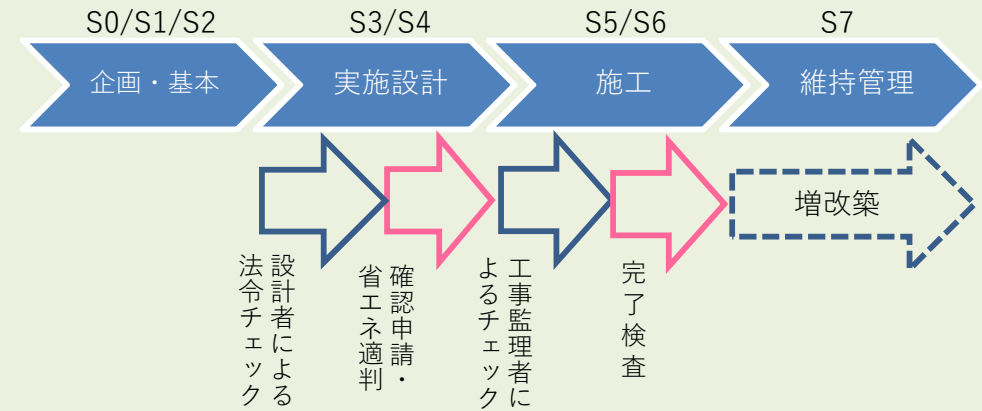 S0/S1/S2
S3/S4
S5/S6
S7
企画・基本
実施設計
施工
維持管理
増改築
設計者による
法令チェック
確認申請・
省エネ適判
工事監理者に
よるチェック
完了検査